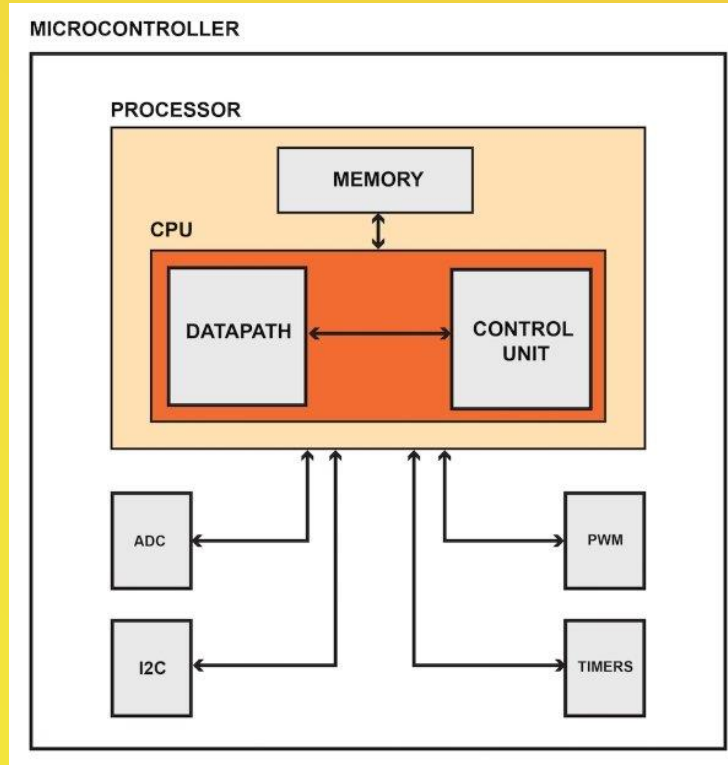 MICROCONTROLLER
PROCESSOR
MEMORY
CPU
DATAPATH
CONTROL
UNIT
ADC
PWM
I2C
TIMERS